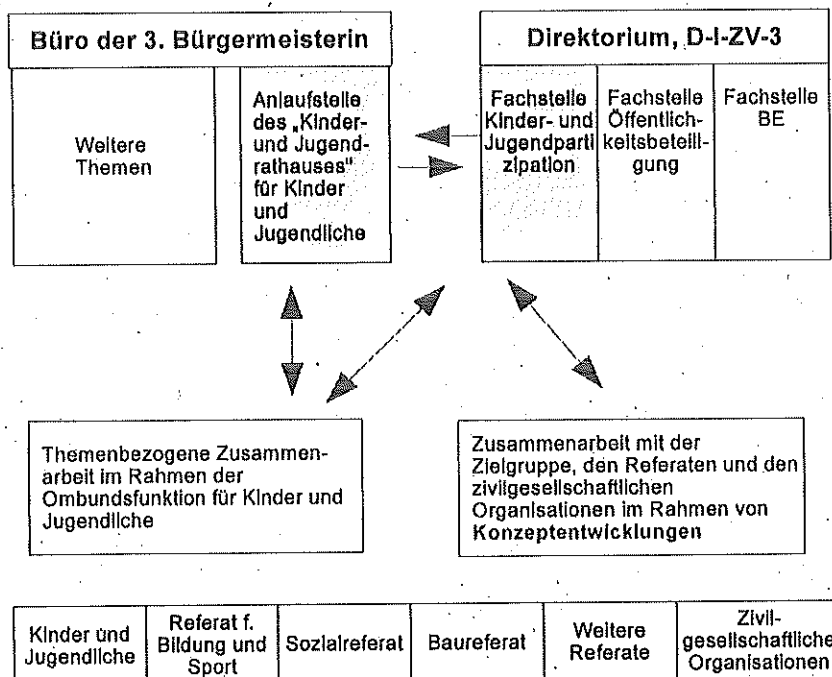 Büro der 3. Bürgermeisterin
Weitere
Themen
Anlaufstelle
des „Kinder-
und Jugend-
rathauses"
für Kinder
und
Jugendliche
Direktorium, D-I-ZV-3
Fachstelle
Kinder- und
Jugendparti
zipation
Fachstelle
Öffentlich-
keitsbeteili-
gung
Fachstelle
BE
Themenbezogene Zusammen-
arbeit im Rahmen der
Ombundsfunktion für Kinder und
Jugendliche
Zusammenarbeit mit der
Zielgruppe, den Referaten und den
zivilgesellschaftlichen
Organisationen im Rahmen von
Konzeptentwicklungen
Kinder und
Jugendliche
Referat f.
Bildung und
Sport
Sozialreferat
Baureferat
Weitere
Referate
Zivil-
gesellschaftliche
Organisationen